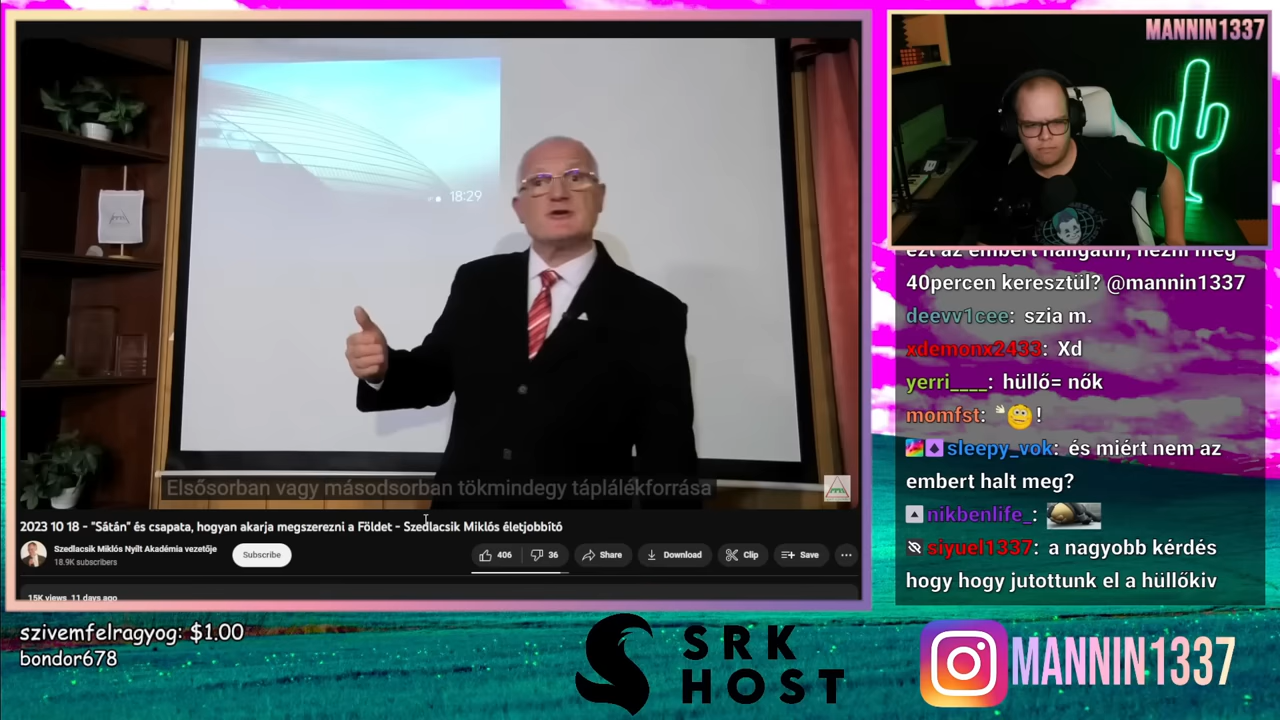 18:29
Elsősorban vagy másodsorban tökmindegy táplálékforrása
2023 10 18 - "Sátán" és csapata, hogyan akarja megszerezni a Földet - Szedlacsik Miklós életjobbító
Szedlacsik Miklós Nyílt Akadémia vezetője
18.9K subscribers
Subscribe
406
36
Share
Download
Clip
Save
15K views 11 days ago
MANNIN1337
ezt az embert hallgatni, nézni meg
40percen keresztül? @mannin1337
deevv1cee: szia m.
xdemonx2433: Xd
yerri____: hüllő= nők
momfst: !
sleepy_vok: és miért nem az
embert halt meg?
nikbenlife_:
siyuel1337: a nagyobb kérdés
hogy hogy jutottunk el a hüllőkiv
szivemfelragyog: $1.00
bondor678
SRK
HOST
MANNIN1337